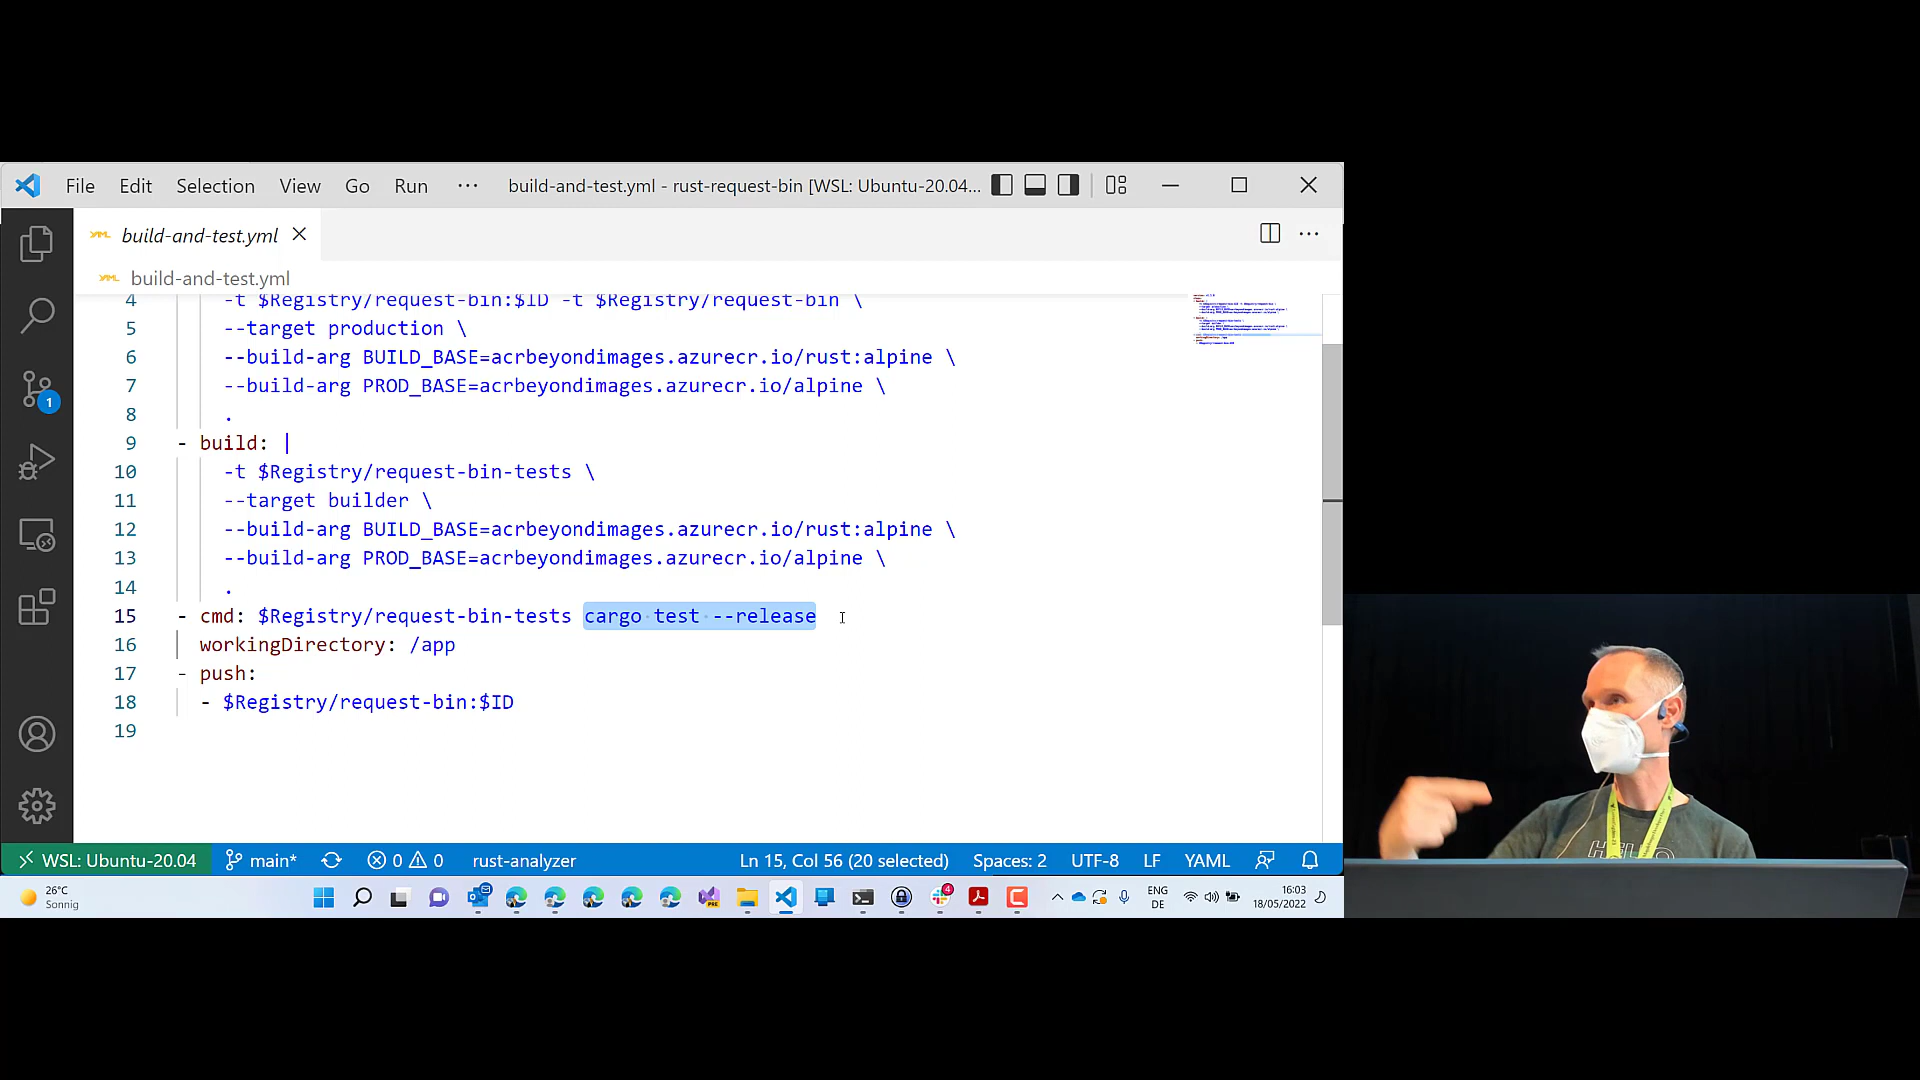 File Edit Selection View Go Run ··· build-and-test.yml - rust-request-bin [WSL: Ubuntu-20.04...
build-and-test.yml
build-and-test.yml
4 -t $Registry/request-bin:$ID -t $Registry/request-bin \
5 --target production \
6 --build-arg BUILD_BASE=acrbeyondimages.azurecr.io/rust:alpine \
7 --build-arg PROD_BASE=acrbeyondimages.azurecr.io/alpine \
8 .
9 - build: |
10 -t $Registry/request-bin-tests \
11 --target builder \
12 --build-arg BUILD_BASE=acrbeyondimages.azurecr.io/rust:alpine \
13 --build-arg PROD_BASE=acrbeyondimages.azurecr.io/alpine \
14 .
15 - cmd: $Registry/request-bin-tests cargo test --release
16 workingDirectory: /app
17 - push:
18 - $Registry/request-bin:$ID
19
1
WSL: Ubuntu-20.04 main* 0 0 rust-analyzer Ln 15, Col 56 (20 selected) Spaces: 2 UTF-8 LF YAML
26°C
Sonnig
PRE
4
ENG
DE
16:03
18/05/2022
HELLO